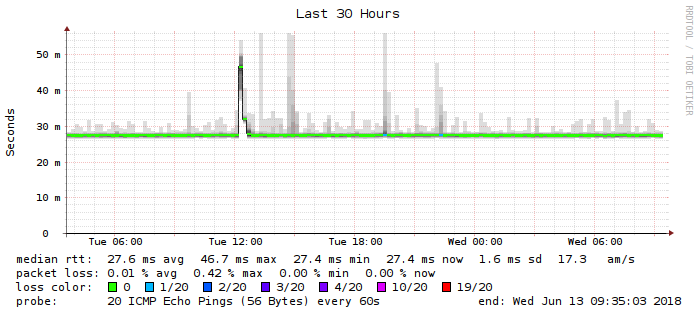 Last 30 Hours
RRDTOOL / TOBI OETIKER
Seconds
50 m
40 m
30 m
20 m
10 m
0
Tue 06:00 Tue 12:00 Tue 18:00 Wed 00:00 Wed 06:00
median rtt: 27.6 ms avg 46.7 ms max 27.4 ms min 27.4 ms now 1.6 ms sd 17.3 am/s
packet loss: 0.01 % avg 0.42 % max 0.00 % min 0.00 % now
loss color: 0 1/20 2/20 3/20 4/20 10/20 19/20
probe: 20 ICMP Echo Pings (56 Bytes) every 60s end: Wed Jun 13 09:35:03 2018